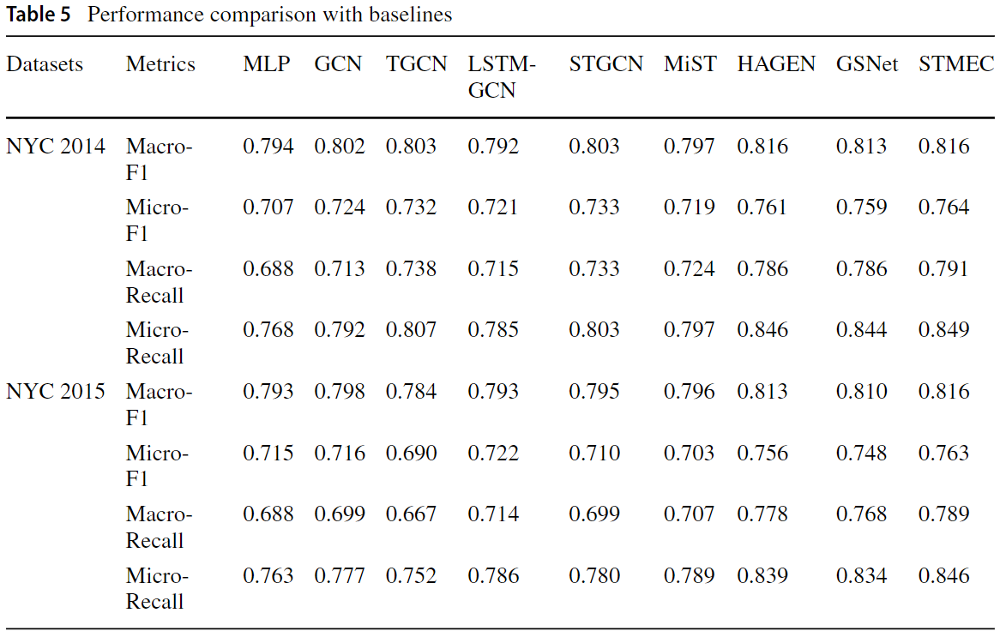 Table 5 Performance comparison with baselines
Datasets Metrics MLP GCN TGCN LSTM- STGCN MiST HAGEN GSNet STMEC
GCN
NYC 2014 Macro- 0.794 0.802 0.803 0.792 0.803 0.797 0.816 0.813 0.816
F1
Micro- 0.707 0.724 0.732 0.721 0.733 0.719 0.761 0.759 0.764
F1
Macro- 0.688 0.713 0.738 0.715 0.733 0.724 0.786 0.786 0.791
Recall
Micro- 0.768 0.792 0.807 0.785 0.803 0.797 0.846 0.844 0.849
Recall
NYC 2015 Macro- 0.793 0.798 0.784 0.793 0.795 0.796 0.813 0.810 0.816
F1
Micro- 0.715 0.716 0.690 0.722 0.710 0.703 0.756 0.748 0.763
F1
Macro- 0.688 0.699 0.667 0.714 0.699 0.707 0.778 0.768 0.789
Recall
Micro- 0.763 0.777 0.752 0.786 0.780 0.789 0.839 0.834 0.846
Recall